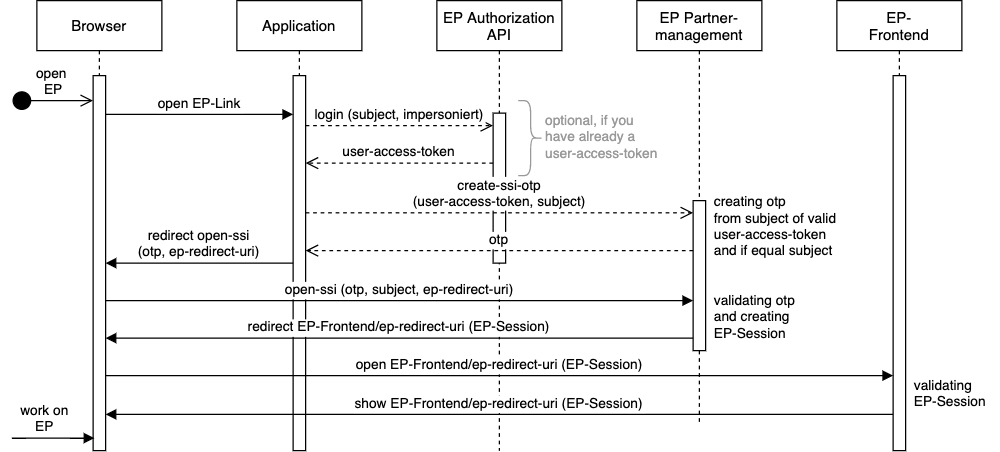 Browser
Application
EP Authorization
API
EP Partner-
management
EP-
Frontend
open
EP
open EP-Link
login (subject, impersoniert)
optional, if you
have already a
user-access-token
user-access-token
create-ssi-otp
(user-access-token, subject)
creating otp
from subject of valid
user-access-token
and if equal subject
otp
redirect open-ssi
(otp, ep-redirect-uri)
open-ssi (otp, subject, ep-redirect-uri)
validating otp
and creating
EP-Session
redirect EP-Frontend/ep-redirect-uri (EP-Session)
open EP-Frontend/ep-redirect-uri (EP-Session)
validating
EP-Session
show EP-Frontend/ep-redirect-uri (EP-Session)
work on
EP